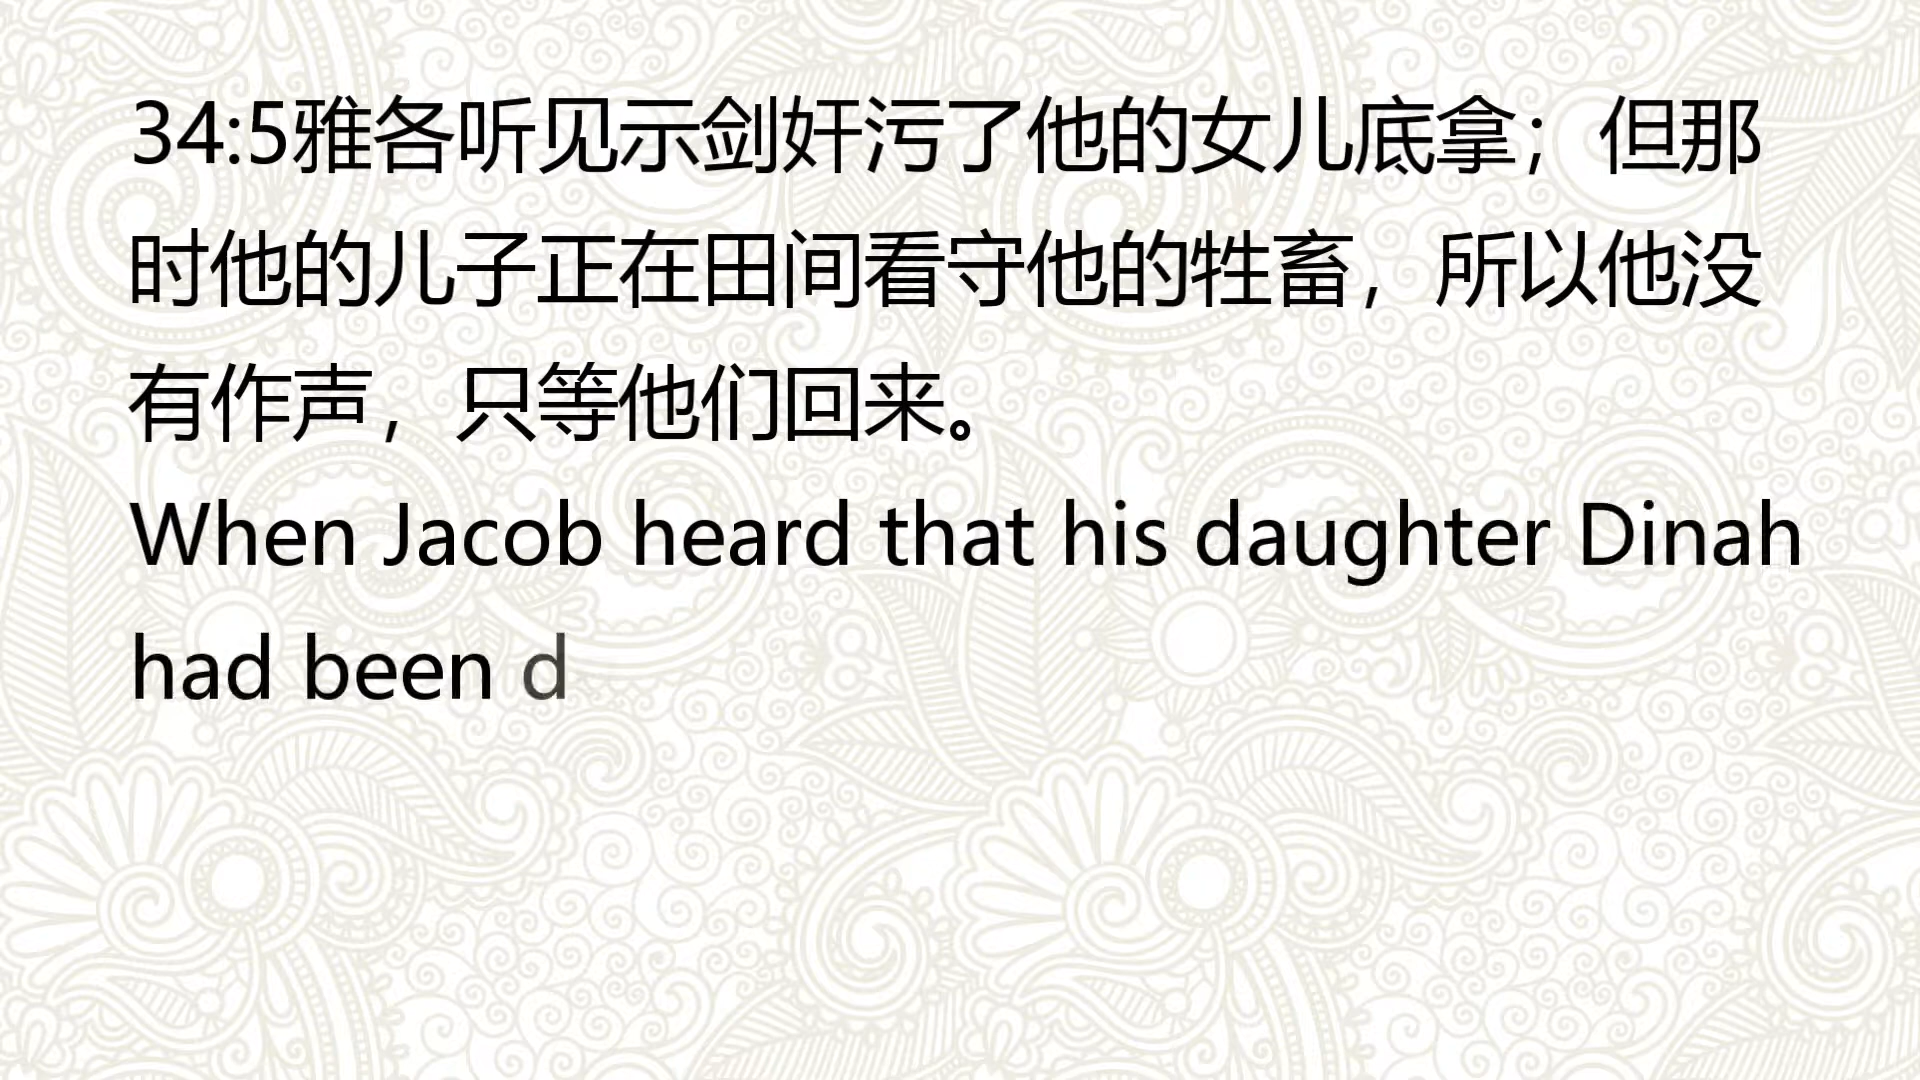 34:5雅各听见示剑奸污了他的女儿底拿；但那
时他的儿子正在田间看守他的牲畜，所以他没
有作声，只等他们回来。
When Jacob heard that his daughter Dinah
had been d